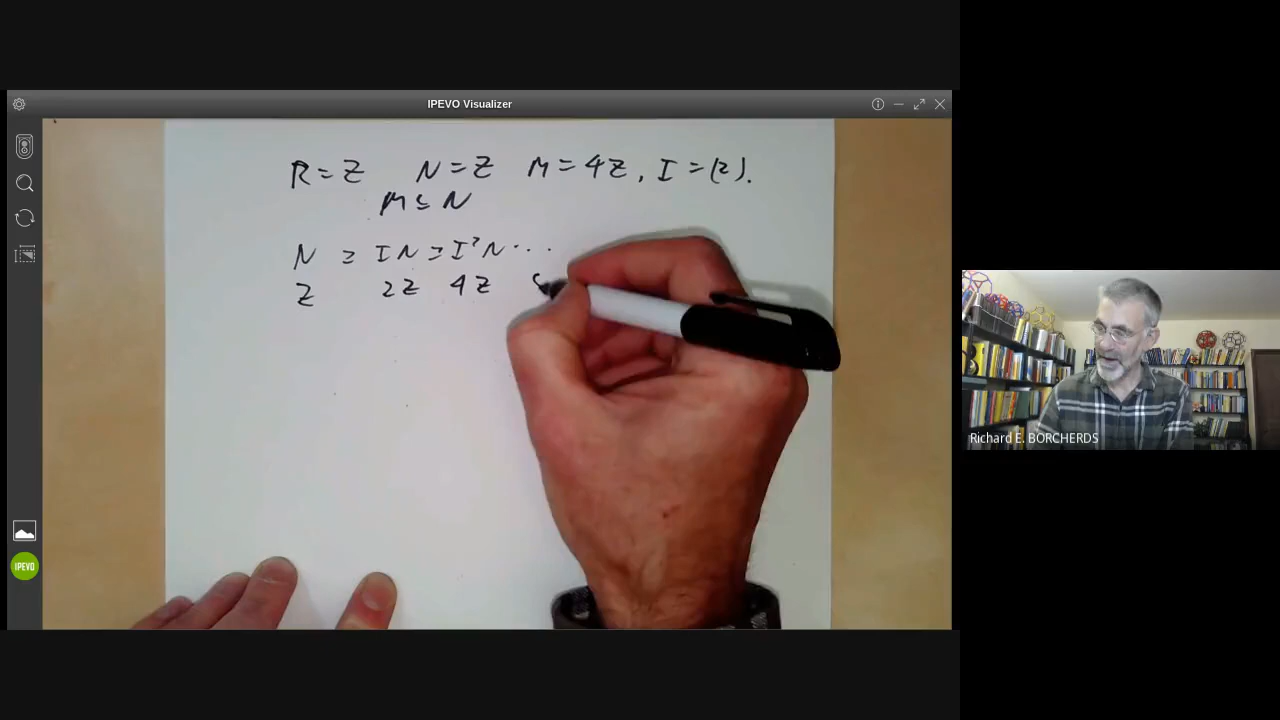 IPEVO Visualizer
R = Z N = Z M = 4Z , I = (2).
M ⊆ N
N ⊇ IN ⊇ I²N . . .
Z 2Z 4Z
IPEVO
Richard E. BORCHERDS